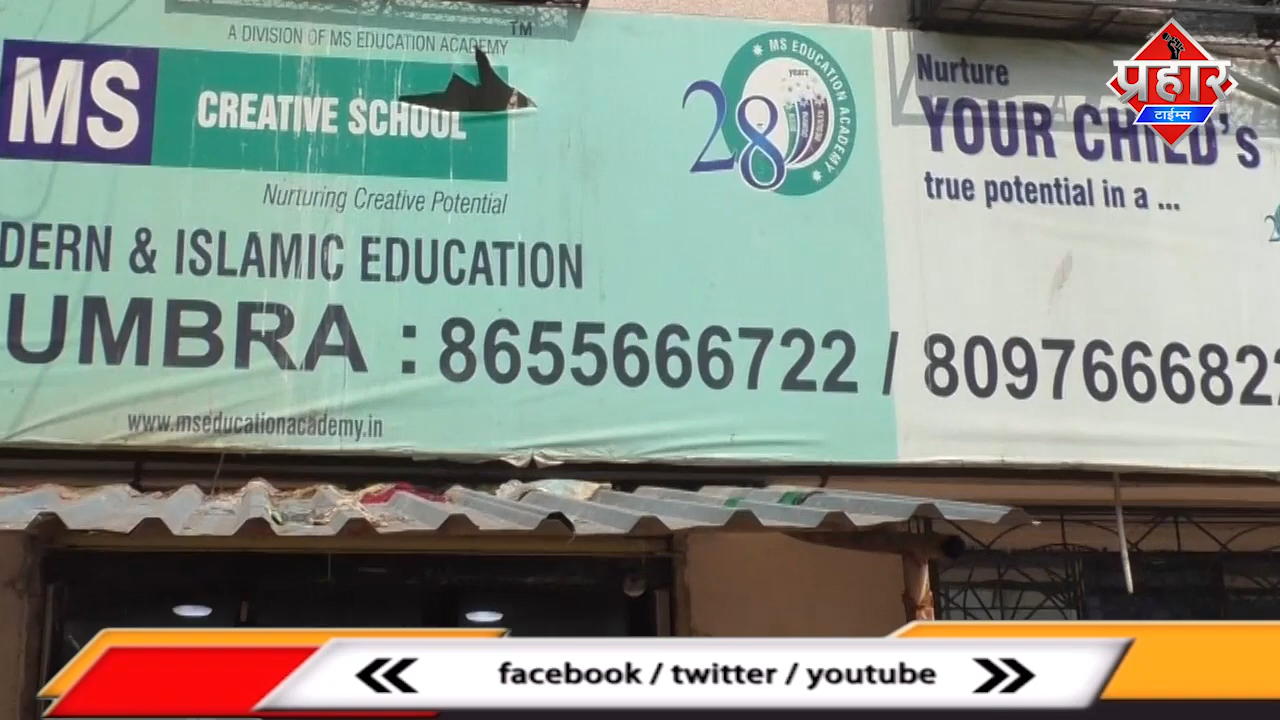 A DIVISION OF MS EDUCATION ACADEMY
TM
MS
CREATIVE SCHOOL
Nurturing Creative Potential
DERN & ISLAMIC EDUCATION
UMBRA : 8655666722 / 809766682
www.mseducationacademy.in
28
years
MS EDUCATION ACADEMY
Nurture
YOUR CHILD's
true potential in a ...
प्रहार
टाईम्स
facebook / twitter / youtube